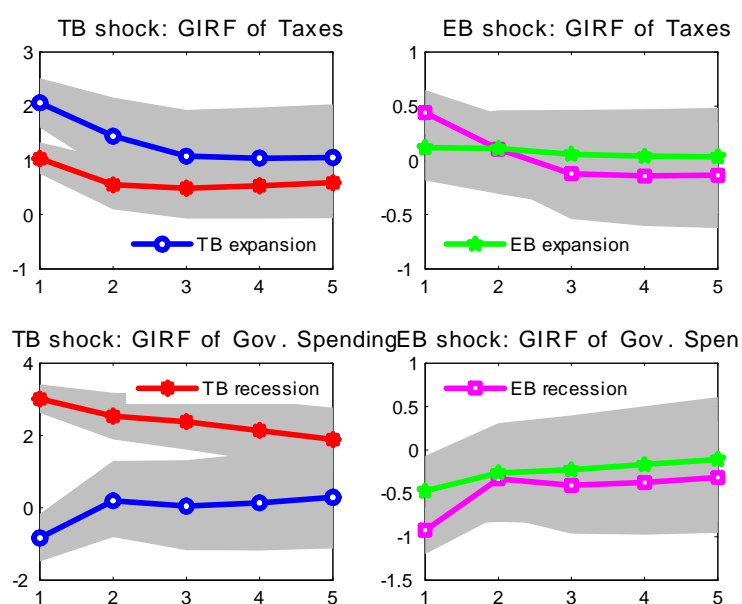 TB shock: GIRF of Taxes
3
2
1
0
-1
1 2 3 4 5
TB expansion
EB shock: GIRF of Taxes
1
0.5
0
-0.5
-1
1 2 3 4 5
EB expansion
TB shock: GIRF of Gov. Spending
4
2
0
-2
1 2 3 4 5
TB recession
EB shock: GIRF of Gov. Spen
1
0.5
0
-0.5
-1
-1.5
1 2 3 4 5
EB recession